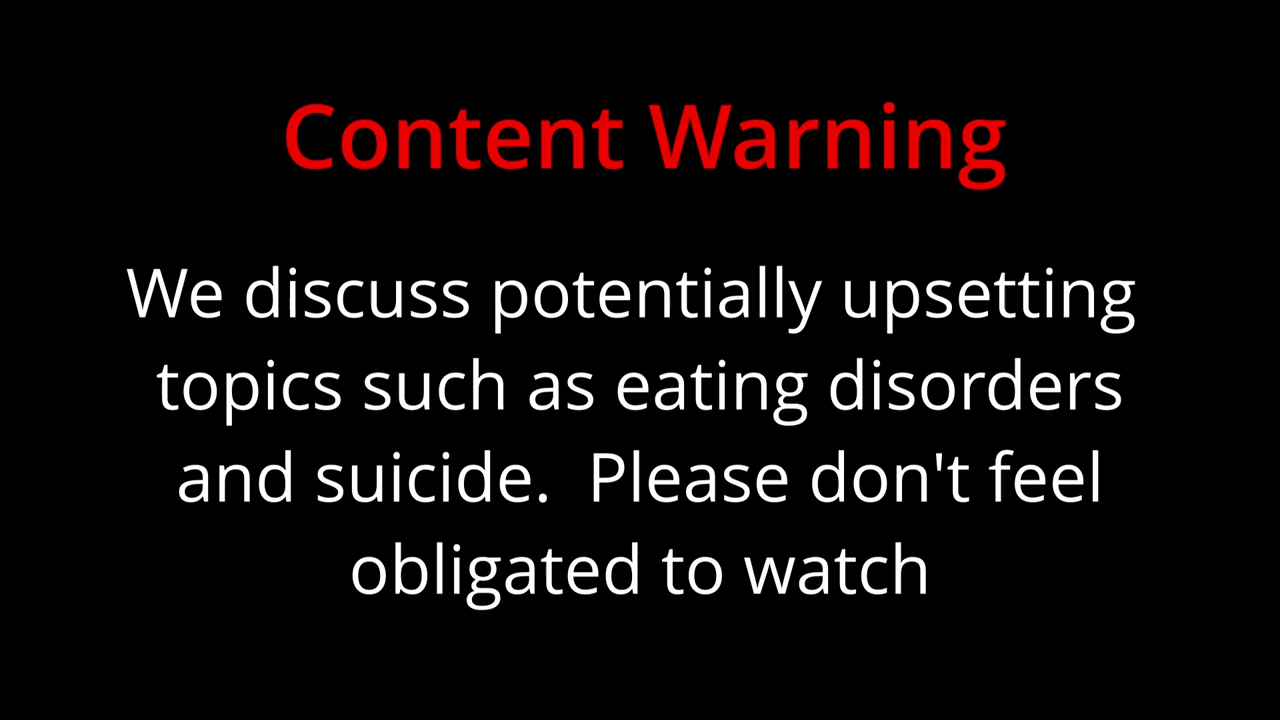 Content Warning
We discuss potentially upsetting
topics such as eating disorders
and suicide.  Please don't feel
obligated to watch